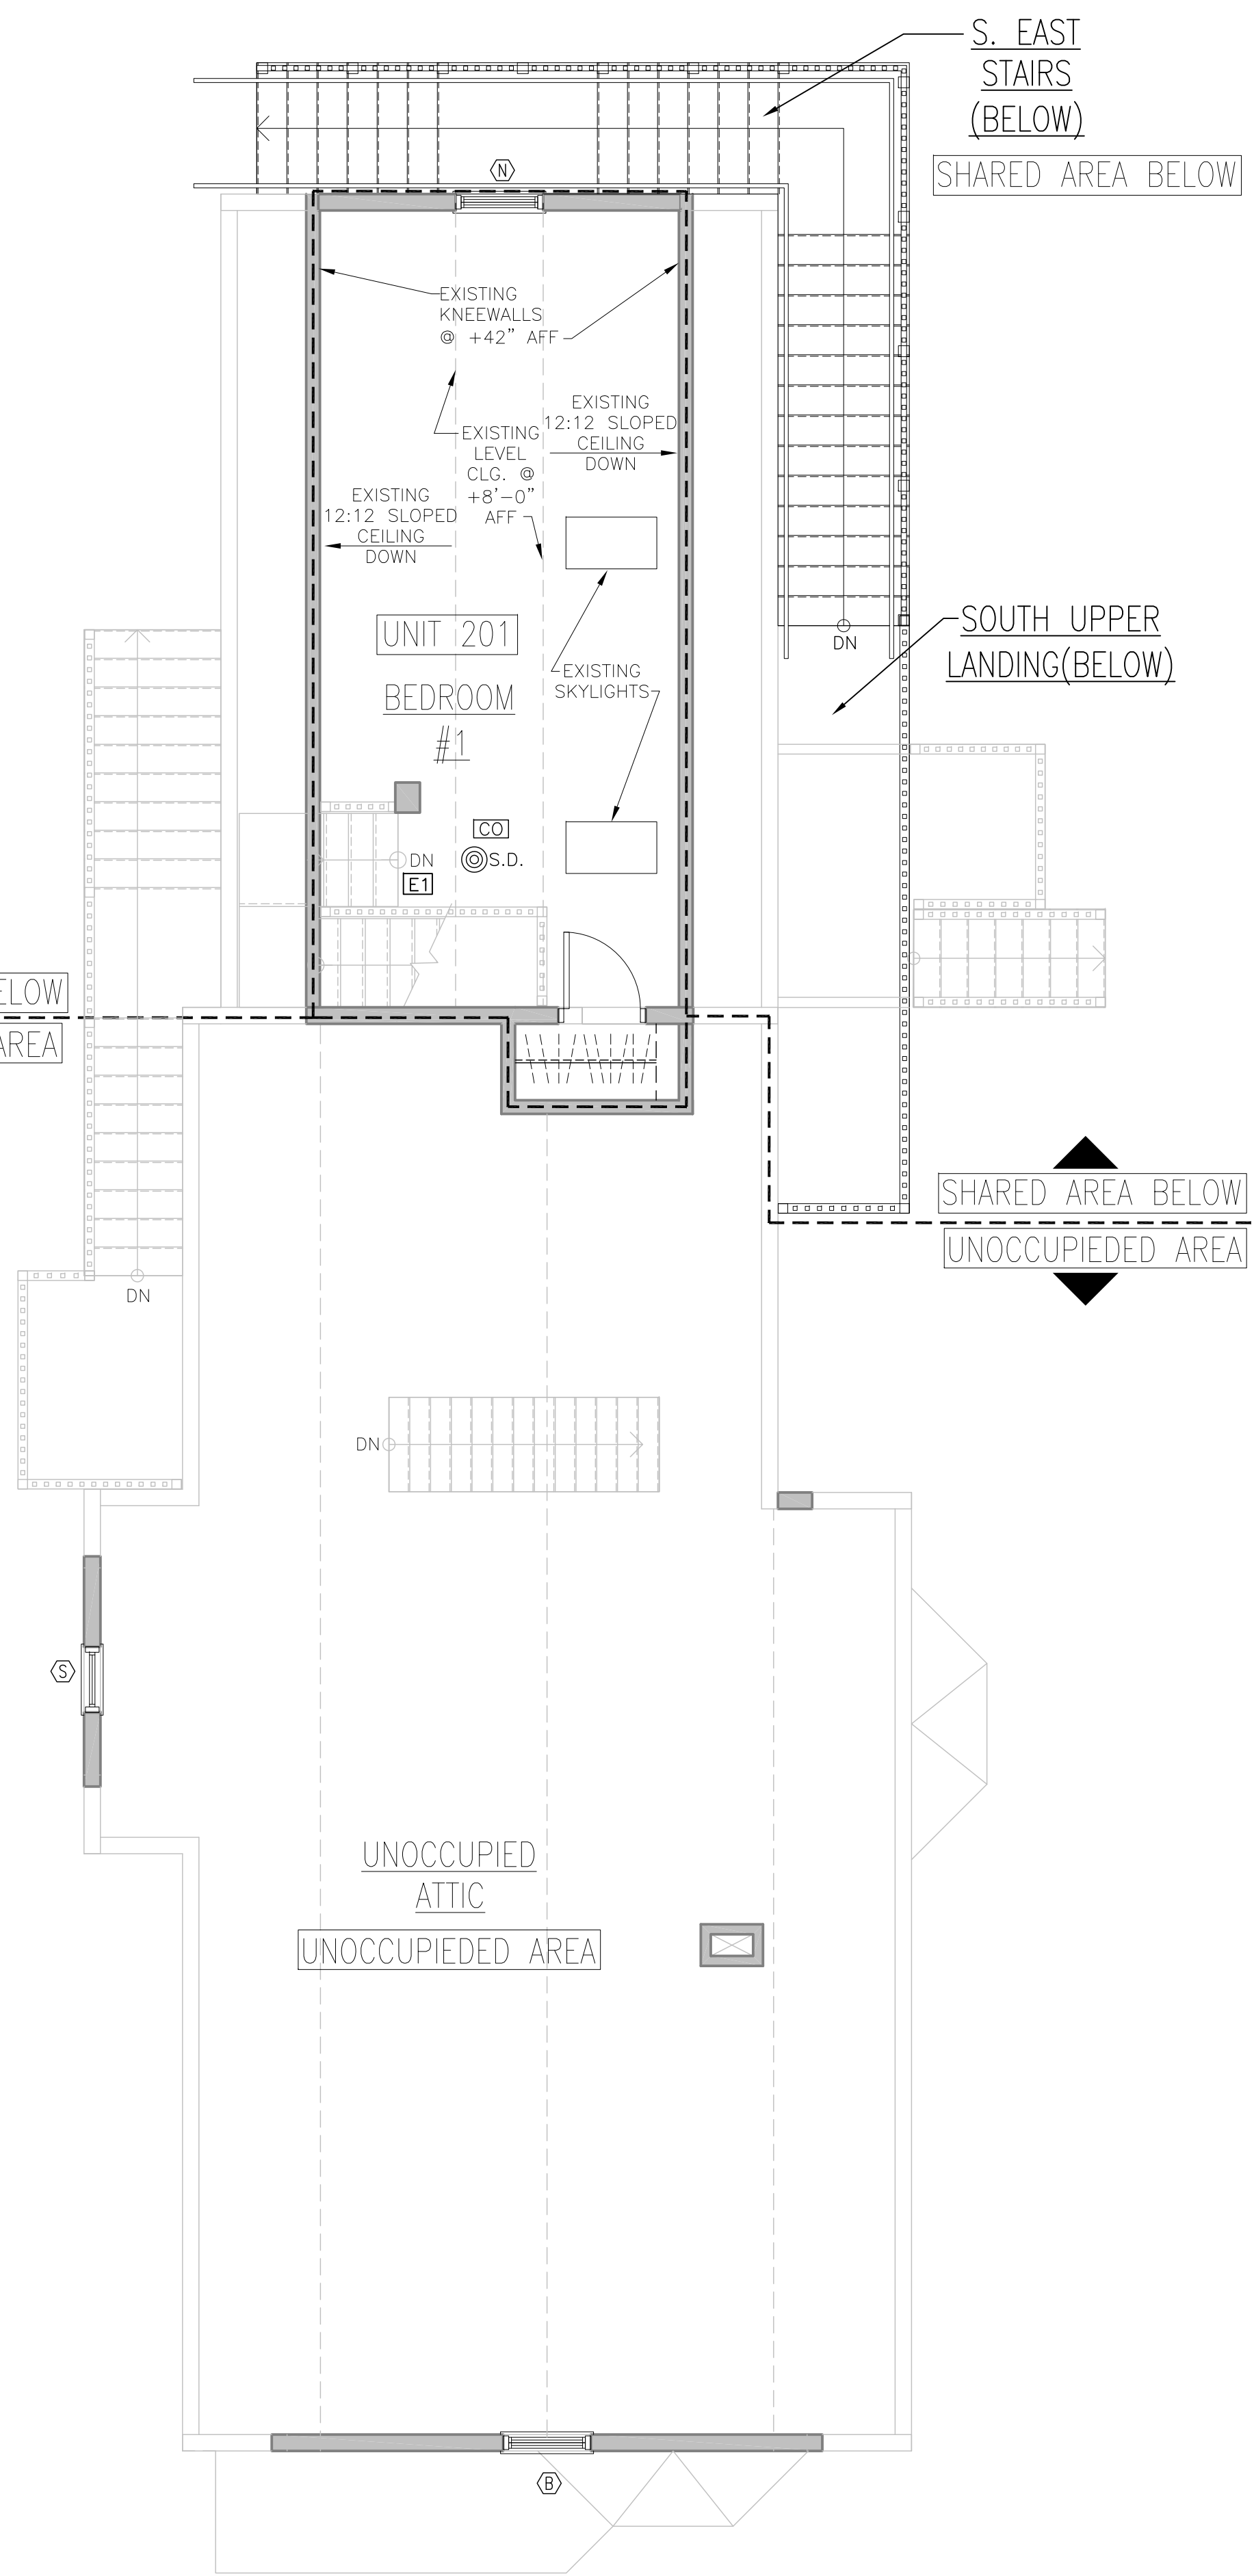 S. EAST
STAIRS
(BELOW)
SHARED AREA BELOW
N
EXISTING
KNEEWALLS
@ +42" AFF
EXISTING
12:12 SLOPED
CEILING
DOWN
EXISTING
LEVEL
CLG. @
+8'-0"
AFF
EXISTING
12:12 SLOPED
CEILING
DOWN
UNIT 201
BEDROOM
#1
EXISTING
SKYLIGHTS
DN
SOUTH UPPER
LANDING(BELOW)
CO
S.D.
DN
E1
ELOW
AREA
SHARED AREA BELOW
UNOCCUPIEDED AREA
DN
DN
S
UNOCCUPIED
ATTIC
UNOCCUPIEDED AREA
B